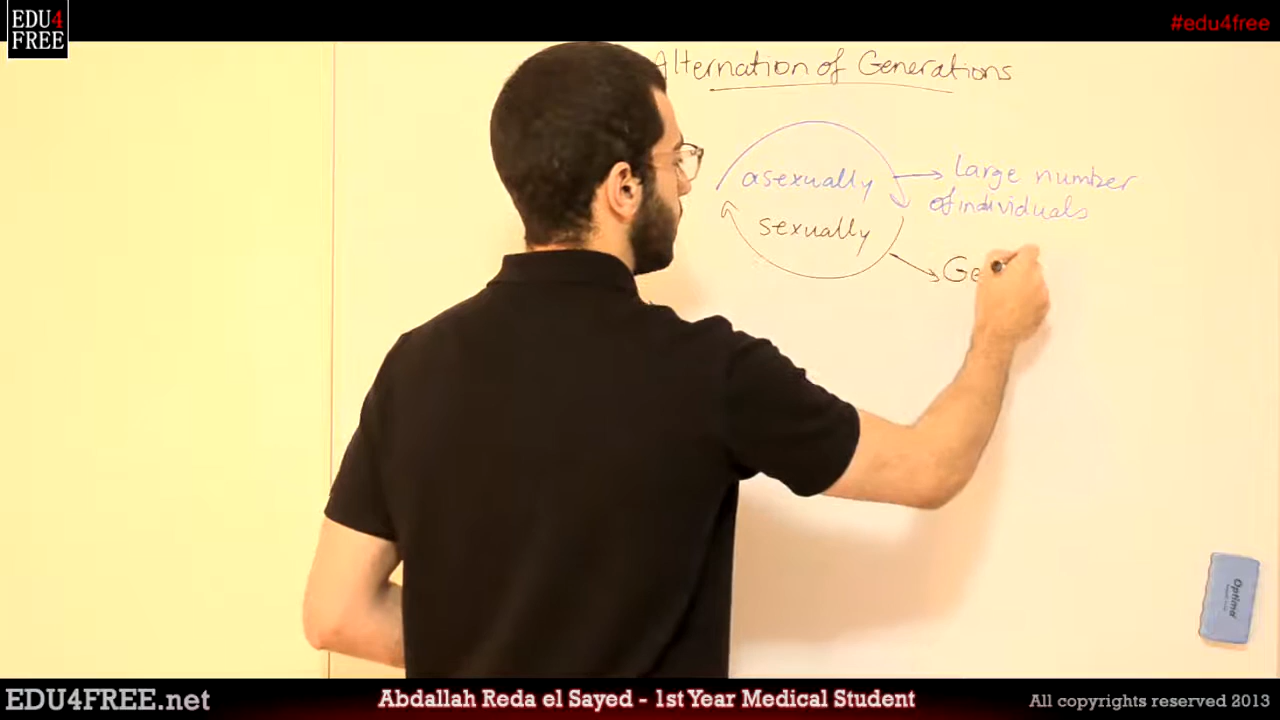 EDU4
FREE
#edu4free
Alternation of Generations
asexually
large number
of individuals
sexually
Ge
Optima
EDU4FREE.net
Abdallah Reda el Sayed - 1st Year Medical Student
All copyrights reserved 2013